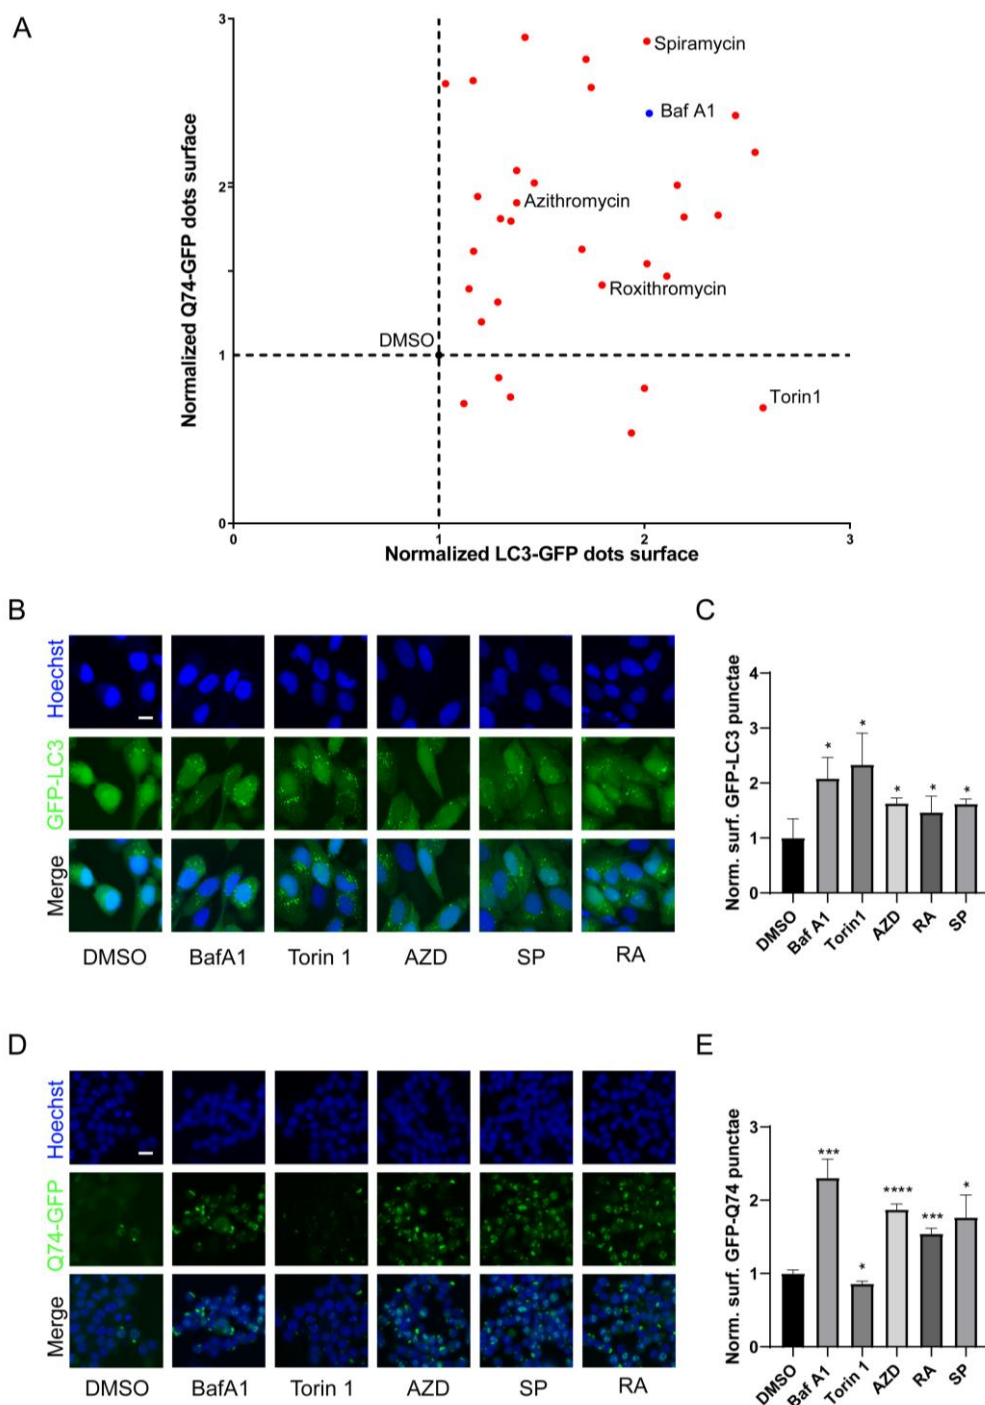 A
3
2
1
0
Normalized Q74-GFP dots surface
Spiramycin
Baf A1
Azithromycin
Roxithromycin
DMSO
Torin1
0
1
2
3
Normalized LC3-GFP dots surface
B
Hoechst
GFP-LC3
Merge
DMSO
BafA1
Torin 1
AZD
SP
RA
C
Norm. surf. GFP-LC3 punctae
4
3
2
1
0
*
*
*
*
*
DMSO
Baf A1
Torin1
AZD
RA
SP
D
Hoechst
Q74-GFP
Merge
DMSO
BafA1
Torin 1
AZD
SP
RA
E
Norm. surf. GFP-Q74 punctae
3
2
1
0
***
*
****
***
*
DMSO
Baf A1
Torin 1
AZD
RA
SP